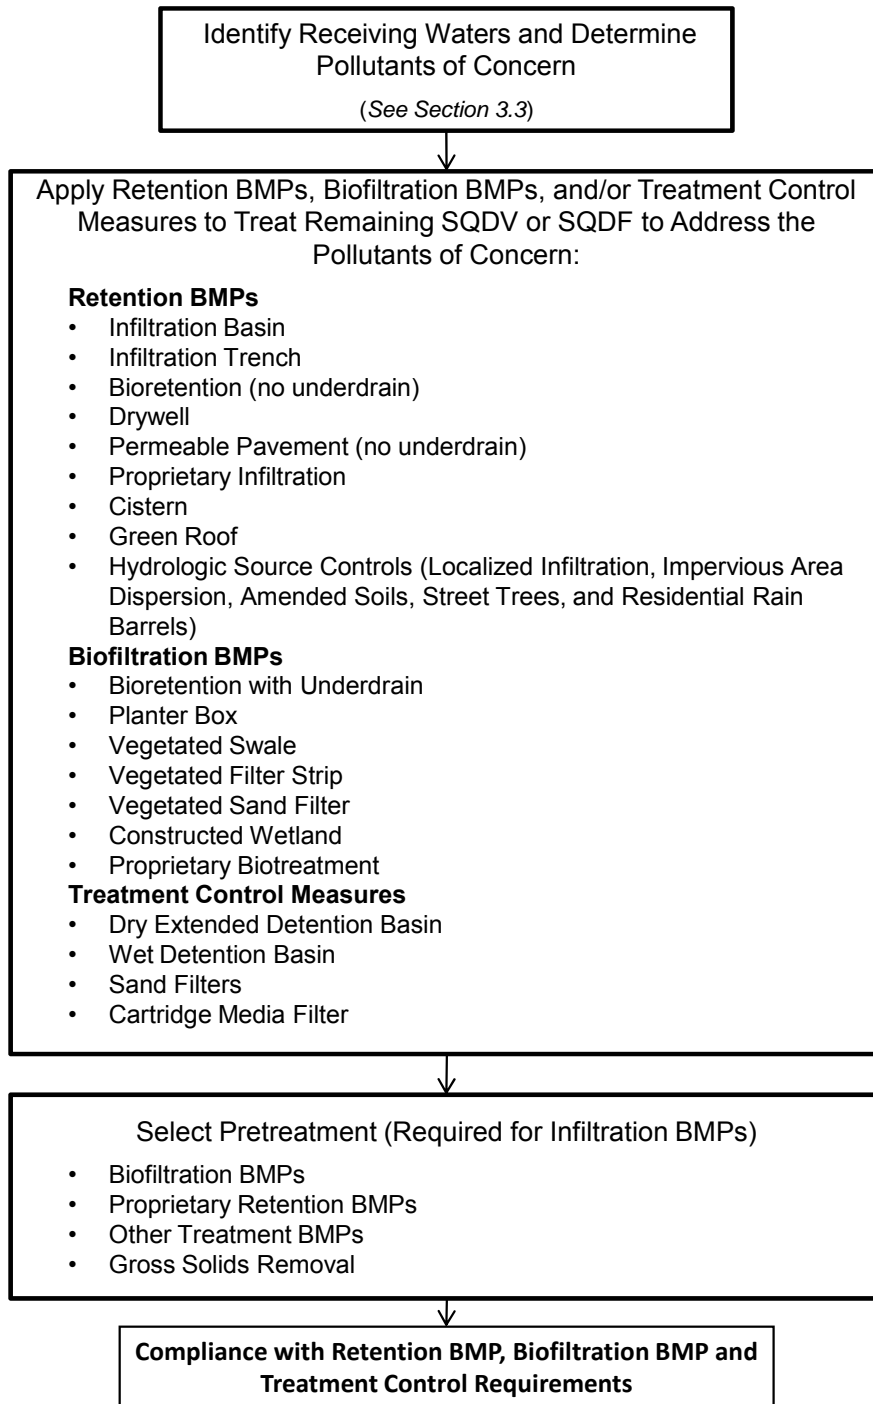 Identify Receiving Waters and Determine
Pollutants of Concern
(See Section 3.3)
Apply Retention BMPs, Biofiltration BMPs, and/or Treatment Control
Measures to Treat Remaining SQDV or SQDF to Address the
Pollutants of Concern:
Retention BMPs
• Infiltration Basin
• Infiltration Trench
• Bioretention (no underdrain)
• Drywell
• Permeable Pavement (no underdrain)
• Proprietary Infiltration
• Cistern
• Green Roof
• Hydrologic Source Controls (Localized Infiltration, Impervious Area
Dispersion, Amended Soils, Street Trees, and Residential Rain
Barrels)
Biofiltration BMPs
• Bioretention with Underdrain
• Planter Box
• Vegetated Swale
• Vegetated Filter Strip
• Vegetated Sand Filter
• Constructed Wetland
• Proprietary Biotreatment
Treatment Control Measures
• Dry Extended Detention Basin
• Wet Detention Basin
• Sand Filters
• Cartridge Media Filter
Select Pretreatment (Required for Infiltration BMPs)
• Biofiltration BMPs
• Proprietary Retention BMPs
• Other Treatment BMPs
• Gross Solids Removal
Compliance with Retention BMP, Biofiltration BMP and
Treatment Control Requirements